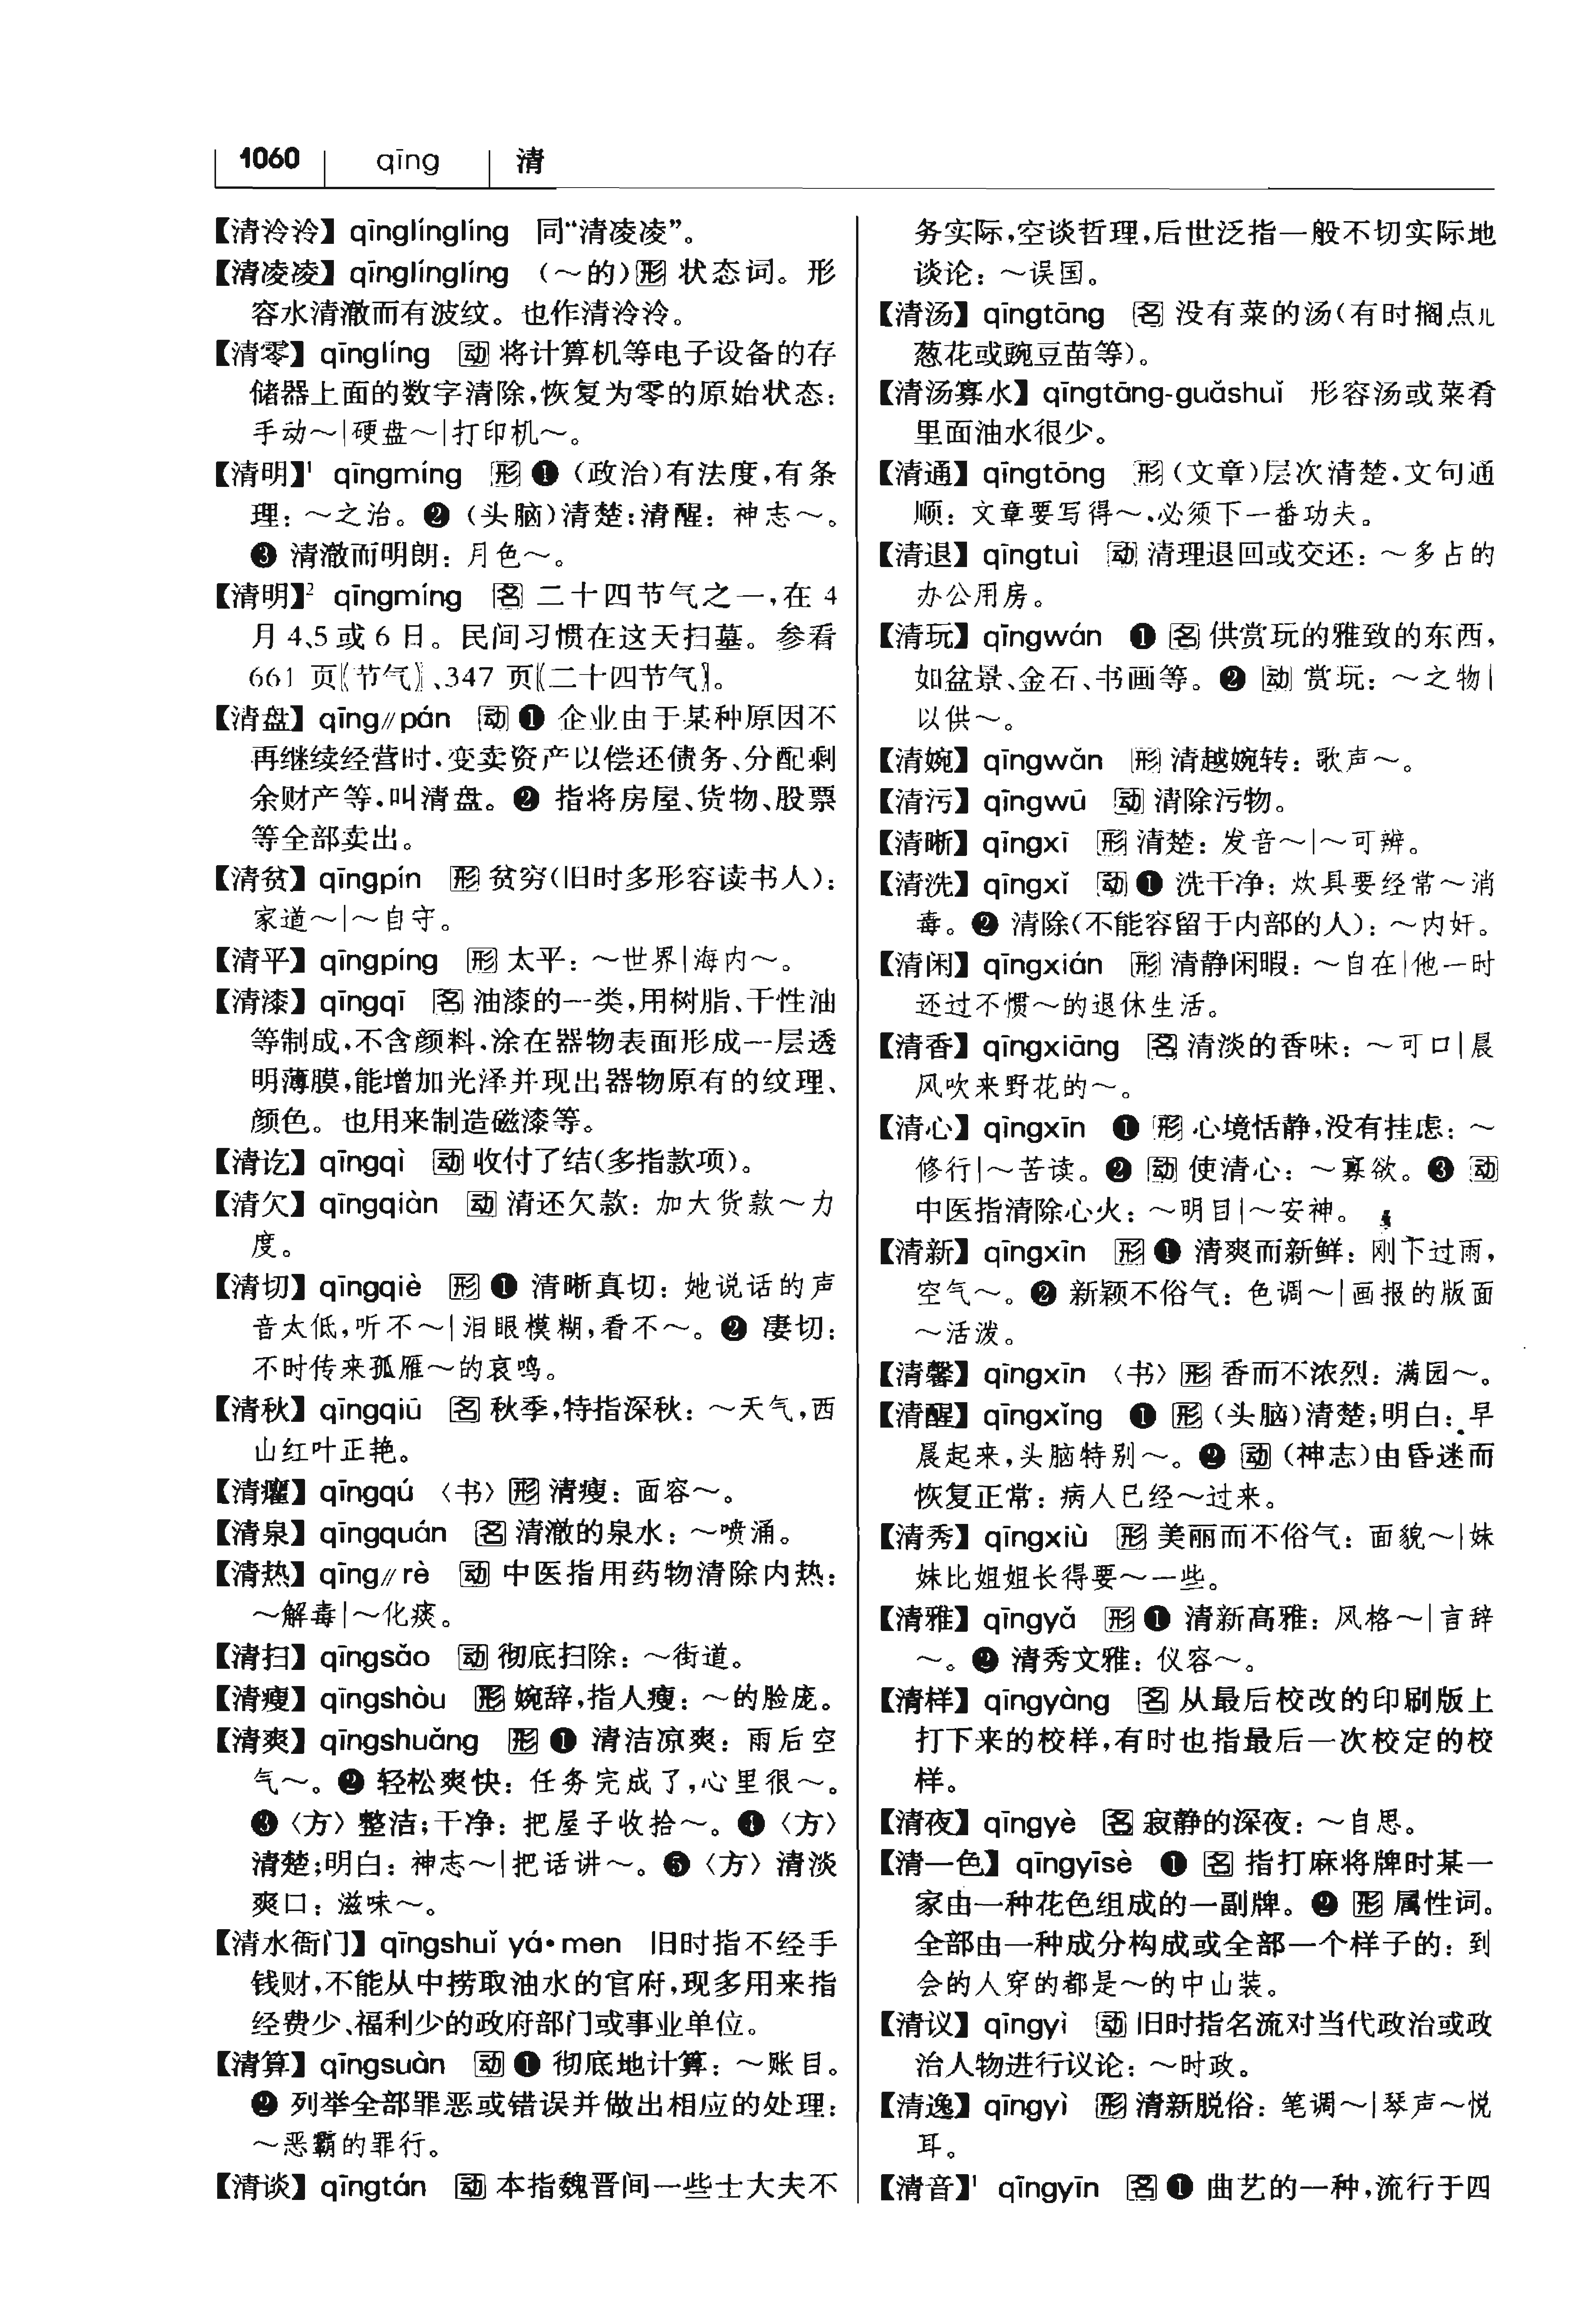 1060 qīng 清
【清泠泠】qīnglínglíng 同“清凌凌”。
【清凌凌】qīnglínglíng （～的）形 状态词。形
容水清澈而有波纹。也作清泠泠。
【清零】qīnglíng 动 将计算机等电子设备的存
储器上面的数字清除，恢复为零的原始状态：
手动～|硬盘～|打印机～。
【清明】¹ qīngmíng 形 ❶（政治）有法度，有条
理：～之治。❷（头脑）清楚；清醒：神志～。
❸ 清澈而明朗：月色～。
【清明】² qīngmíng 名 二十四节气之一，在 4
月 4、5 或 6 日。民间习惯在这天扫墓。参看
661 页〖节气〗、347 页〖二十四节气〗。
【清盘】qīng//pán 动 ❶ 企业由于某种原因不
再继续经营时，变卖资产以偿还债务、分配剩
余财产等，叫清盘。❷ 指将房屋、货物、股票
等全部卖出。
【清贫】qīngpín 形 贫穷（旧时多形容读书人）：
家道～|～自守。
【清平】qīngpíng 形 太平：～世界|海内～。
【清漆】qīngqī 名 油漆的一类，用树脂、干性油
等制成，不含颜料，涂在器物表面形成一层透
明薄膜，能增加光泽并现出器物原有的纹理、
颜色。也用来制造磁漆等。
【清讫】qīngqì 动 收付了结（多指款项）。
【清欠】qīngqiàn 动 清还欠款：加大货款～力
度。
【清切】qīngqiè 形 ❶ 清晰真切：她说话的声
音太低，听不～|泪眼模糊，看不～。❷ 凄切：
不时传来孤雁～的哀鸣。
【清秋】qīngqiū 名 秋季，特指深秋：～天气，西
山红叶正艳。
【清癯】qīngqú 〈书〉形 清瘦：面容～。
【清泉】qīngquán 名 清澈的泉水：～喷涌。
【清热】qīng//rè 动 中医指用药物清除内热：
～解毒|～化痰。
【清扫】qīngsǎo 动 彻底扫除：～街道。
【清瘦】qīngshòu 形 婉辞，指人瘦：～的脸庞。
【清爽】qīngshuǎng 形 ❶ 清洁凉爽：雨后空
气～。❷ 轻松爽快：任务完成了，心里很～。
❸〈方〉整洁；干净：把屋子收拾～。❹〈方〉
清楚；明白：神志～|把话讲～。❺〈方〉清淡
爽口：滋味～。
【清水衙门】qīngshuǐ yá•men 旧时指不经手
钱财，不能从中捞取油水的官府，现多用来指
经费少、福利少的政府部门或事业单位。
【清算】qīngsuàn 动 ❶ 彻底地计算：～账目。
❷ 列举全部罪恶或错误并做出相应的处理：
～恶霸的罪行。
【清谈】qīngtán 动 本指魏晋间一些士大夫不
务实际，空谈哲理，后世泛指一般不切实际地
谈论：～误国。
【清汤】qīngtāng 名 没有菜的汤（有时搁点儿
葱花或豌豆苗等）。
【清汤寡水】qīngtāng-guǎshuǐ 形容汤或菜肴
里面油水很少。
【清通】qīngtōng 形（文章）层次清楚，文句通
顺：文章要写得～，必须下一番功夫。
【清退】qīngtuì 动 清理退回或交还：～多占的
办公用房。
【清玩】qīngwán ❶ 名 供赏玩的雅致的东西，
如盆景、金石、书画等。❷ 动 赏玩：～之物|
以供～。
【清婉】qīngwǎn 形 清越婉转：歌声～。
【清污】qīngwū 动 清除污物。
【清晰】qīngxī 形 清楚：发音～|～可辨。
【清洗】qīngxǐ 动 ❶ 洗干净：炊具要经常～消
毒。❷ 清除（不能容留于内部的人）：～内奸。
【清闲】qīngxián 形 清静闲暇：～自在|他一时
还过不惯～的退休生活。
【清香】qīngxiāng 名 清淡的香味：～可口|晨
风吹来野花的～。
【清心】qīngxīn ❶ 形 心境恬静，没有挂虑：～
修行|～苦读。❷ 动 使清心：～寡欲。❸ 动
中医指清除心火：～明目|～安神。
【清新】qīngxīn 形 ❶ 清爽而新鲜：刚下过雨，
空气～。❷ 新颖不俗气：色调～|画报的版面
～活泼。
【清馨】qīngxīn 〈书〉形 香而不浓烈：满园～。
【清醒】qīngxǐng ❶ 形（头脑）清楚；明白：早
晨起来，头脑特别～。❷ 动（神志）由昏迷而
恢复正常：病人已经～过来。
【清秀】qīngxiù 形 美丽而不俗气：面貌～|妹
妹比姐姐长得要～一些。
【清雅】qīngyǎ 形 ❶ 清新高雅：风格～|言辞
～。❷ 清秀文雅：仪容～。
【清样】qīngyàng 名 从最后校改的印刷版上
打下来的校样，有时也指最后一次校定的校
样。
【清夜】qīngyè 名 寂静的深夜：～自思。
【清一色】qīngyīsè ❶ 名 指打麻将牌时某一
家由一种花色组成的一副牌。❷ 形 属性词。
全部由一种成分构成或全部一个样子的：到
会的人穿的都是～的中山装。
【清议】qīngyì 动 旧时指名流对当代政治或政
治人物进行议论：～时政。
【清逸】qīngyì 形 清新脱俗：笔调～|琴声～悦
耳。
【清音】¹ qīngyīn 名 ❶ 曲艺的一种，流行于四